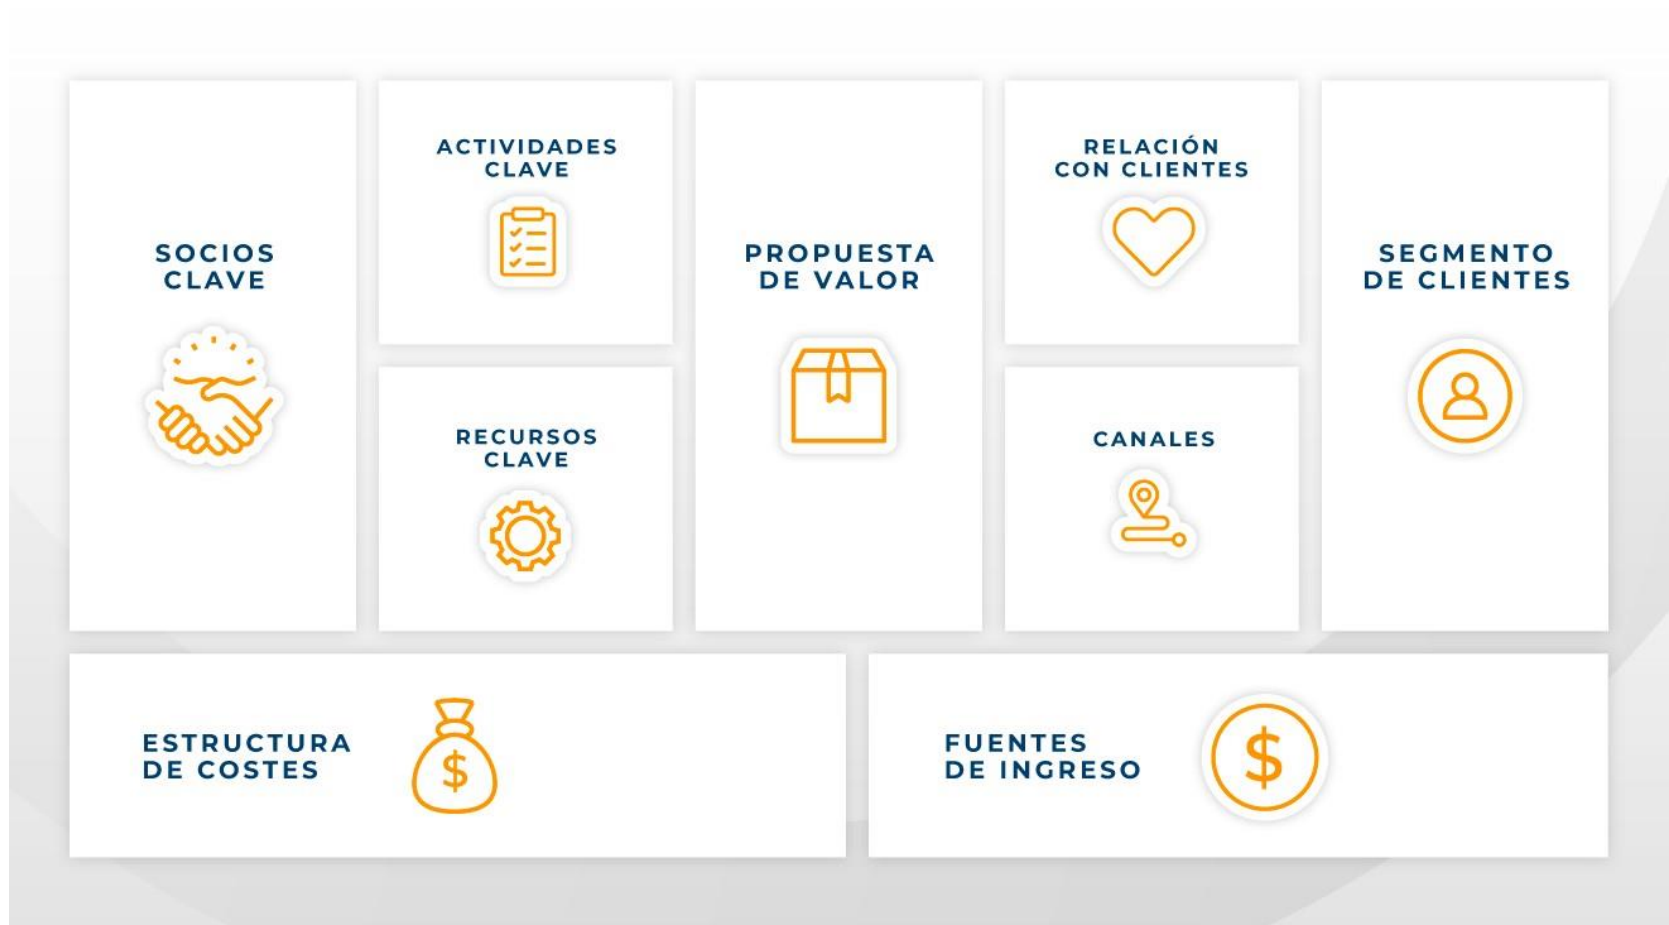 SOCIOS
CLAVE
ACTIVIDADES
CLAVE
RECURSOS
CLAVE
PROPUESTA
DE VALOR
RELACIÓN
CON CLIENTES
CANALES
SEGMENTO
DE CLIENTES
ESTRUCTURA
DE COSTES
$
FUENTES
DE INGRESO
$